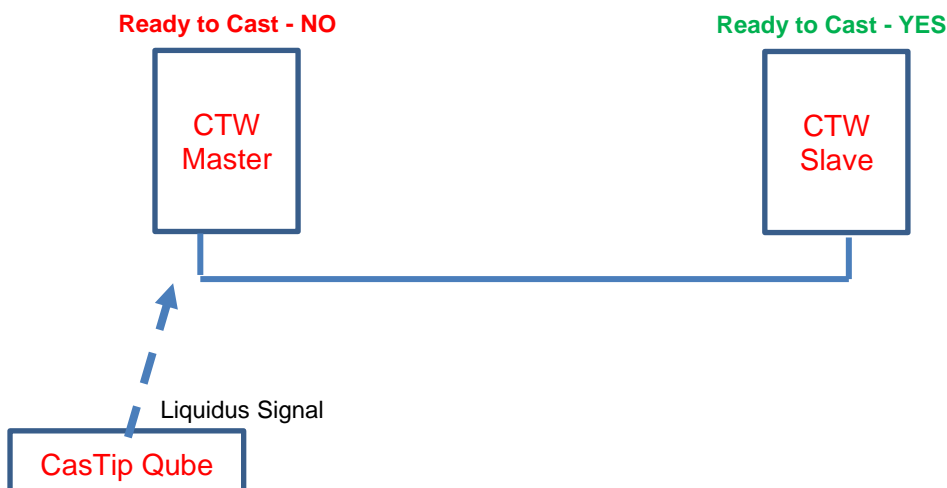 Ready to Cast - NO
Ready to Cast - YES
CTW
Master
CTW
Slave
Liquidus Signal
CasTip Qube